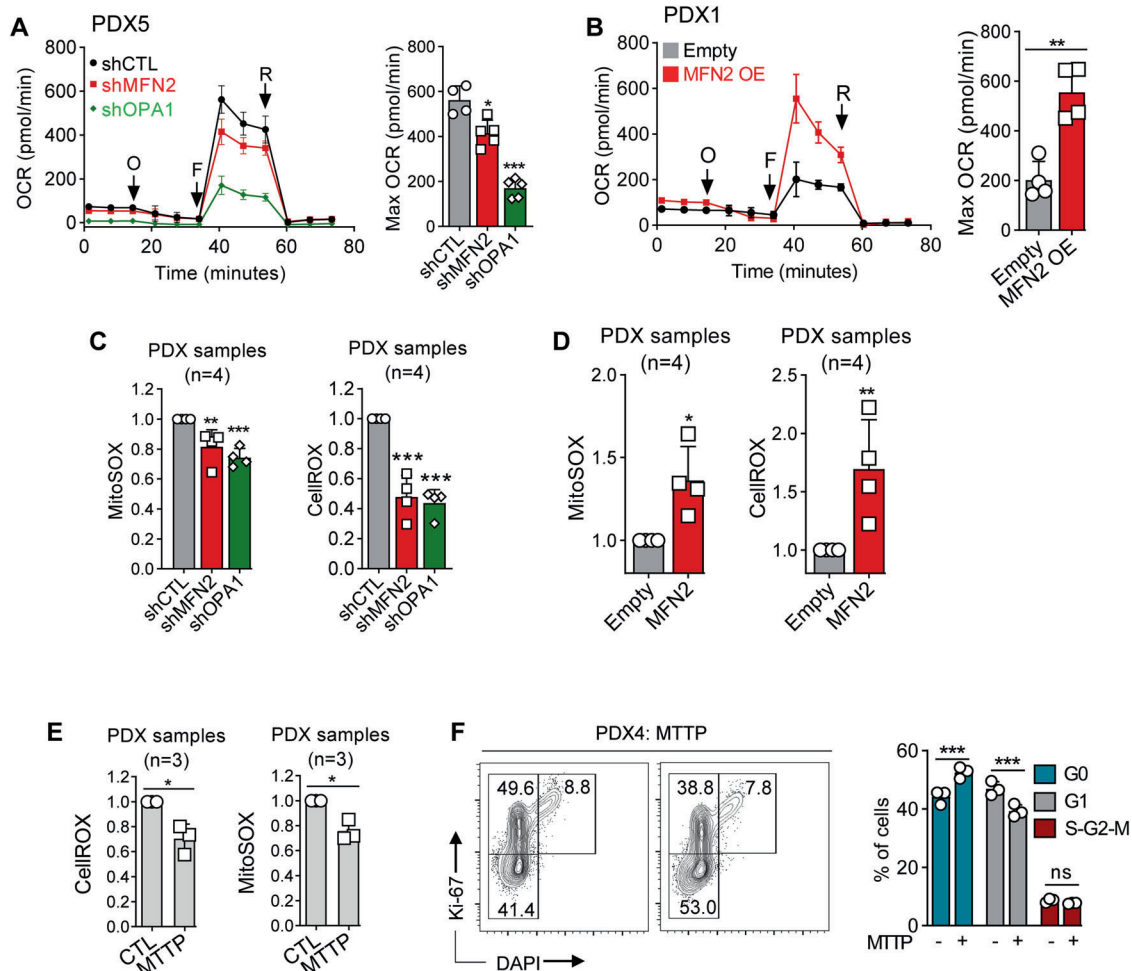 A
PDX5
shCTL
shMFN2
shOPA1
OCR (pmol/min)
800
600
400
200
0
O
F
R
0 20 40 60 80
Time (minutes)
Max OCR (pmol/min)
800
600
400
200
0
*
***
shCTL
shMFN2
shOPA1
B
PDX1
Empty
MFN2 OE
OCR (pmol/min)
800
600
400
200
0
O
F
R
0 20 40 60 80
Time (minutes)
Max OCR (pmol/min)
800
600
400
200
0
**
Empty
MFN2 OE
C
PDX samples
(n=4)
MitoSOX
1.2
1.0
0.8
0.6
0.4
0.2
0.0
**
***
shCTL
shMFN2
shOPA1
PDX samples
(n=4)
CellROX
1.2
1.0
0.8
0.6
0.4
0.2
0.0
***
***
shCTL
shMFN2
shOPA1
D
PDX samples
(n=4)
MitoSOX
2.0
1.5
1.0
*
Empty
MFN2
PDX samples
(n=4)
CellROX
2.5
2.0
1.5
1.0
**
Empty
MFN2
E
PDX samples
(n=3)
CellROX
1.2
1.0
0.8
0.6
0.4
0.2
0.0
*
CTL
MTTP
PDX samples
(n=3)
MitoSOX
1.2
1.0
0.8
0.6
0.4
0.2
0.0
*
CTL
MTTP
F
PDX4: MTTP
49.6
8.8
41.4
38.8
7.8
53.0
Ki-67
DAPI
% of cells
60
40
20
0
***
***
ns
G0
G1
S-G2-M
MTTP - + - + - +